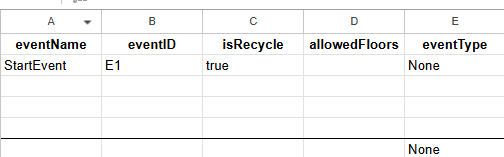 A B C D E
eventName eventID isRecycle allowedFloors eventType
StartEvent E1 true None
None